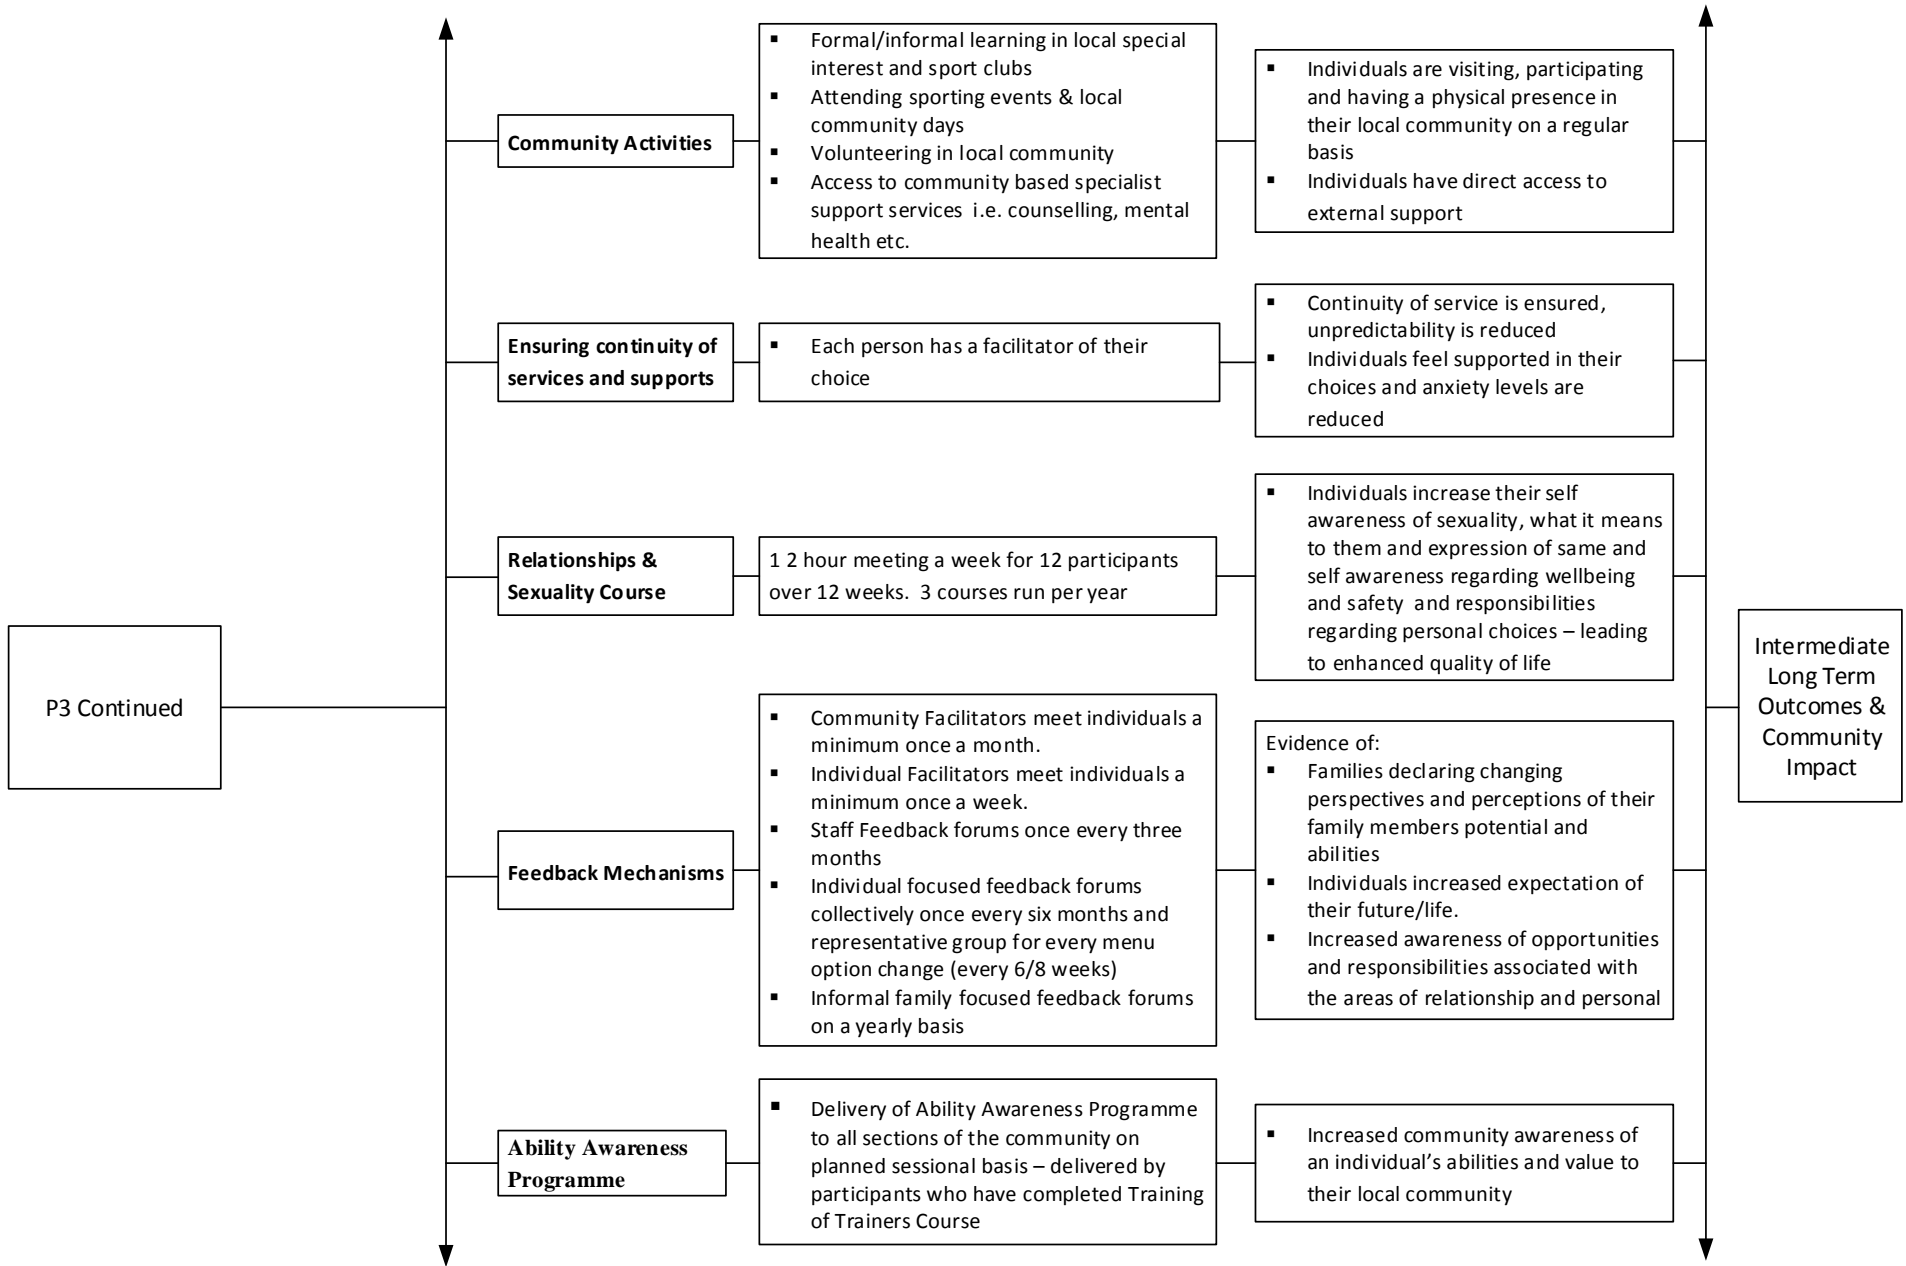 ▪ Formal/informal learning in local special
interest and sport clubs
▪ Attending sporting events & local
community days
▪ Volunteering in local community
▪ Access to community based specialist
support services i.e. counselling, mental
health etc.
▪ Individuals are visiting, participating
and having a physical presence in
their local community on a regular
basis
▪ Individuals have direct access to
external support
Community Activities
Ensuring continuity of
services and supports
▪ Each person has a facilitator of their
choice
▪ Continuity of service is ensured,
unpredictability is reduced
▪ Individuals feel supported in their
choices and anxiety levels are
reduced
Relationships &
Sexuality Course
1 2 hour meeting a week for 12 participants
over 12 weeks. 3 courses run per year
▪ Individuals increase their self
awareness of sexuality, what it means
to them and expression of same and
self awareness regarding wellbeing
and safety and responsibilities
regarding personal choices – leading
to enhanced quality of life
P3 Continued
Intermediate
Long Term
Outcomes &
Community
Impact
Feedback Mechanisms
▪ Community Facilitators meet individuals a
minimum once a month.
▪ Individual Facilitators meet individuals a
minimum once a week.
▪ Staff Feedback forums once every three
months
▪ Individual focused feedback forums
collectively once every six months and
representative group for every menu
option change (every 6/8 weeks)
▪ Informal family focused feedback forums
on a yearly basis
Evidence of:
▪ Families declaring changing
perspectives and perceptions of their
family members potential and
abilities
▪ Individuals increased expectation of
their future/life.
▪ Increased awareness of opportunities
and responsibilities associated with
the areas of relationship and personal
Ability Awareness
Programme
▪ Delivery of Ability Awareness Programme
to all sections of the community on
planned sessional basis – delivered by
participants who have completed Training
of Trainers Course
▪ Increased community awareness of
an individual’s abilities and value to
their local community